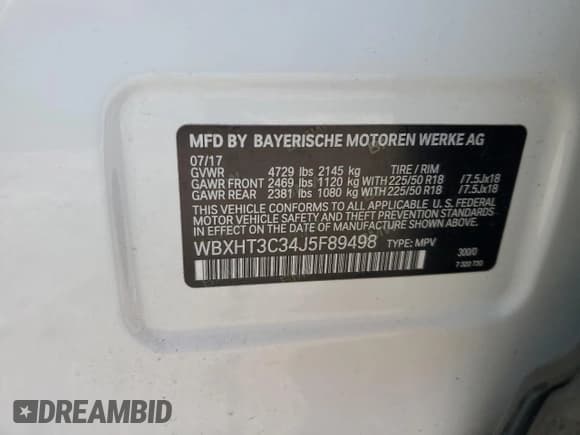 MFD BY BAYERISCHE MOTOREN WERKE AG
07/17
GVWR 4729 lbs 2145 kg TIRE / RIM
GAWR FRONT 2469 lbs 1120 kg WITH 225/50 R18 /7.5Jx18
GAWR REAR 2381 lbs 1080 kg WITH 225/50 R18 /7.5Jx18
THIS VEHICLE CONFORMS TO ALL APPLICABLE U. S. FEDERAL
MOTOR VEHICLE SAFETY AND THEFT PREVENTION STANDARDS
IN EFFECT ON THE DATE OF MANUFACTURE SHOWN ABOVE.
WBXHT3C34J5F89498 TYPE: MPV
300/0
DREAMBID